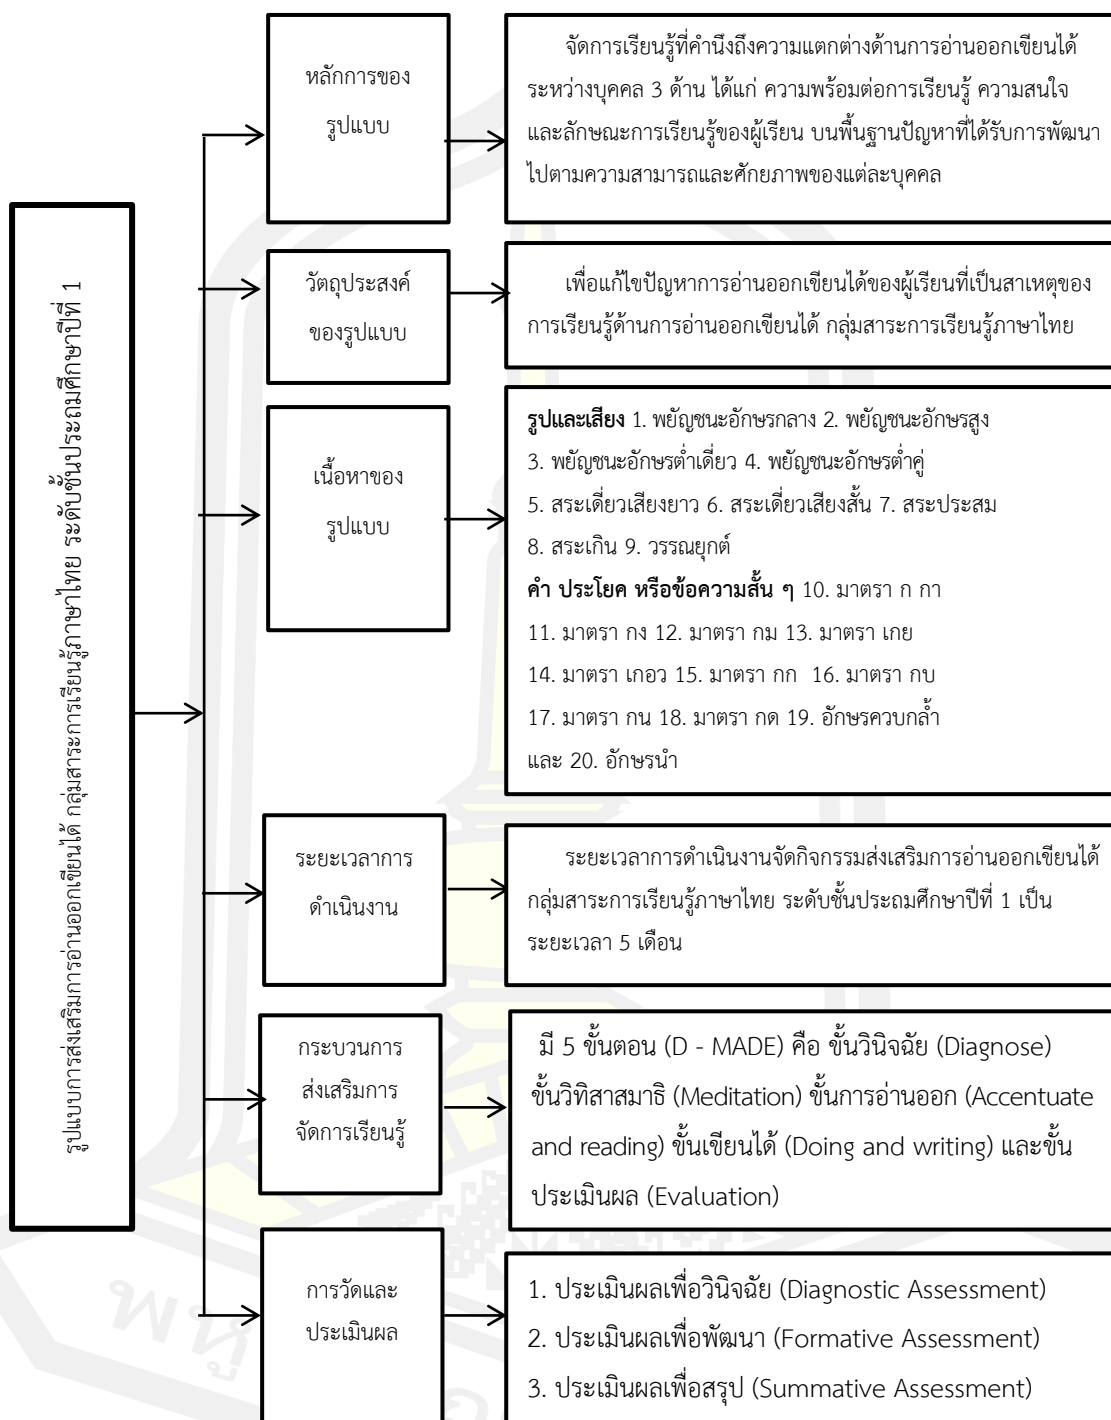 รูปแบบการส่งเสริมการอ่านออกเขียนได้ กลุ่มสาระการเรียนรู้ภาษาไทย ระดับชั้นประถมศึกษาปีที่ 1
หลักการของ
รูปแบบ
จัดการเรียนรู้ที่คำนึงถึงความแตกต่างด้านการอ่านออกเขียนได้
ระหว่างบุคคล 3 ด้าน ได้แก่ ความพร้อมต่อการเรียนรู้ ความสนใจ
และลักษณะการเรียนรู้ของผู้เรียน บนพื้นฐานปัญหาที่ได้รับการพัฒนา
ไปตามความสามารถและศักยภาพของแต่ละบุคคล
วัตถุประสงค์
ของรูปแบบ
เพื่อแก้ไขปัญหาการอ่านออกเขียนได้ของผู้เรียนที่เป็นสาเหตุของ
การเรียนรู้ด้านการอ่านออกเขียนได้ กลุ่มสาระการเรียนรู้ภาษาไทย
เนื้อหาของ
รูปแบบ
รูปและเสียง 1. พยัญชนะอักษรกลาง 2. พยัญชนะอักษรสูง
3. พยัญชนะอักษรต่ำเดี่ยว 4. พยัญชนะอักษรต่ำคู่
5. สระเดี่ยวเสียงยาว 6. สระเดี่ยวเสียงสั้น 7. สระประสม
8. สระเกิน 9. วรรณยุกต์
คำ ประโยค หรือข้อความสั้น ๆ 10. มาตรา ก กา
11. มาตรา กง 12. มาตรา กม 13. มาตรา เกย
14. มาตรา เกอว 15. มาตรา กก 16. มาตรา กบ
17. มาตรา กน 18. มาตรา กด 19. อักษรควบกล้ำ
และ 20. อักษรนำ
ระยะเวลาการ
ดำเนินงาน
ระยะเวลาการดำเนินงานจัดกิจกรรมส่งเสริมการอ่านออกเขียนได้
กลุ่มสาระการเรียนรู้ภาษาไทย ระดับชั้นประถมศึกษาปีที่ 1 เป็น
ระยะเวลา 5 เดือน
กระบวนการ
ส่งเสริมการ
จัดการเรียนรู้
มี 5 ขั้นตอน (D - MADE) คือ ขั้นวินิจฉัย (Diagnose)
ขั้นวิทิสาสมาธิ (Meditation) ขั้นการอ่านออก (Accentuate
and reading) ขั้นเขียนได้ (Doing and writing) และขั้น
ประเมินผล (Evaluation)
การวัดและ
ประเมินผล
1. ประเมินผลเพื่อวินิจฉัย (Diagnostic Assessment)
2. ประเมินผลเพื่อพัฒนา (Formative Assessment)
3. ประเมินผลเพื่อสรุป (Summative Assessment)